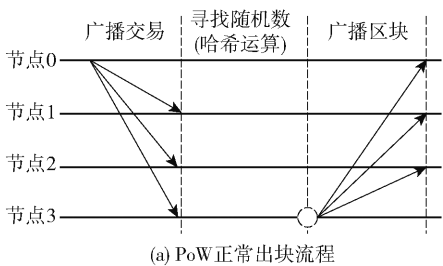 广播交易
寻找随机数
(哈希运算)
广播区块
节点0
节点1
节点2
节点3
(a) PoW正常出块流程